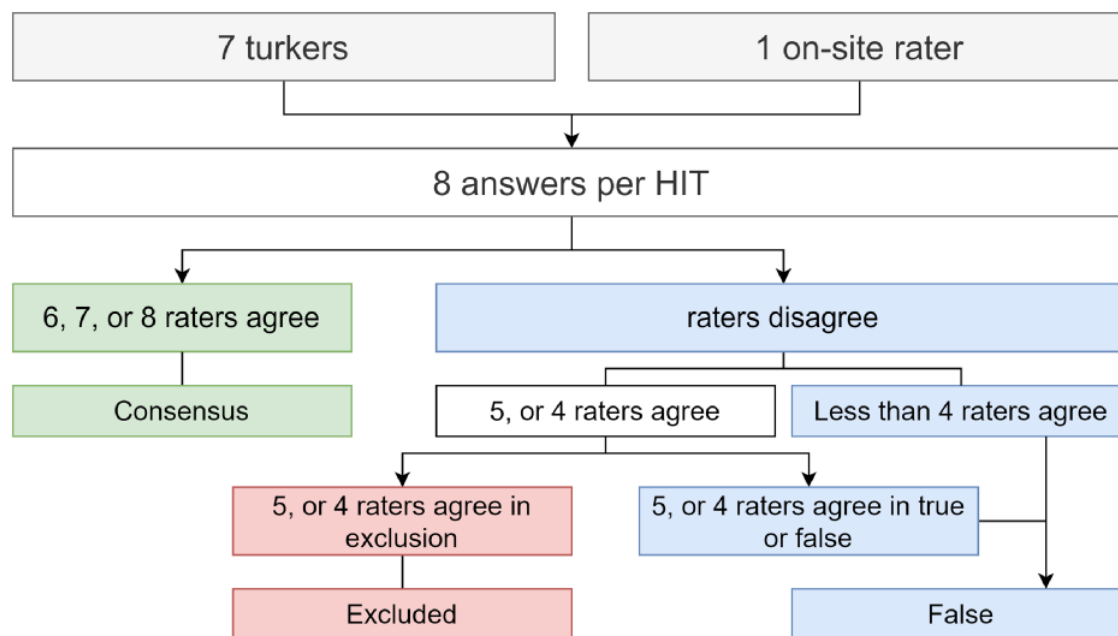 7 turkers
1 on-site rater
8 answers per HIT
6, 7, or 8 raters agree
raters disagree
Consensus
5, or 4 raters agree
Less than 4 raters agree
5, or 4 raters agree in
exclusion
5, or 4 raters agree in true
or false
Excluded
False